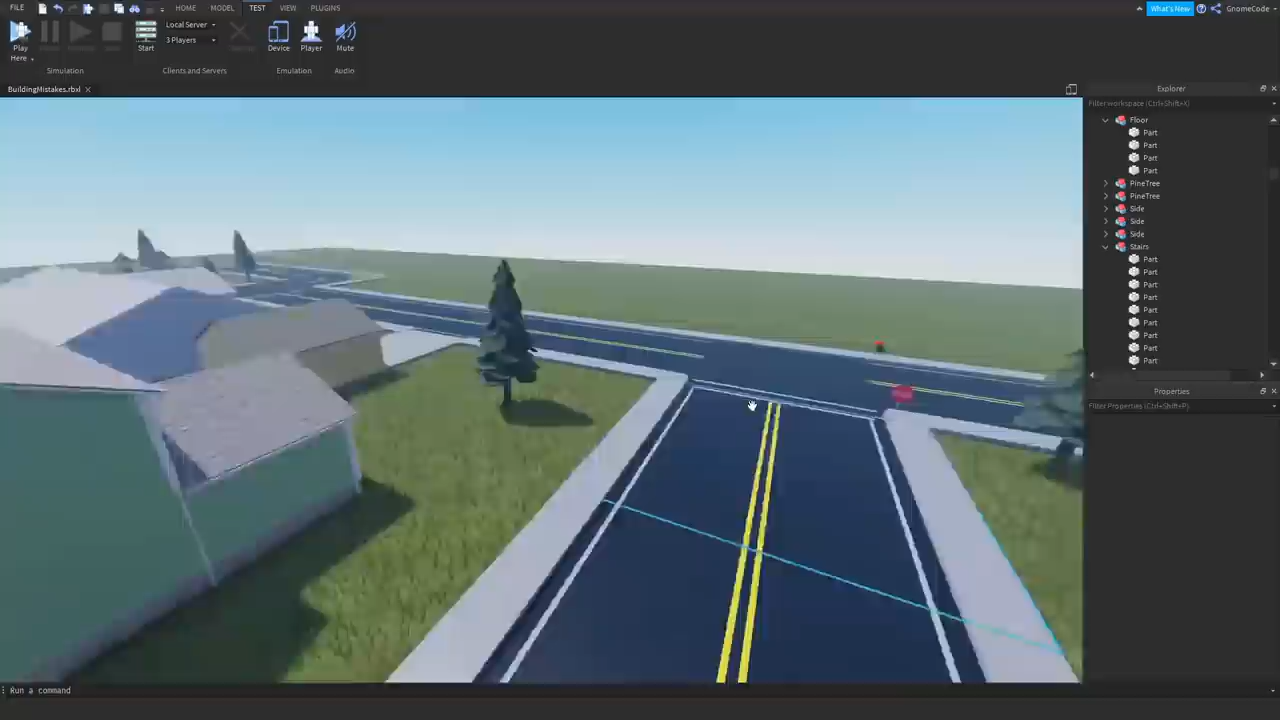 FILE HOME MODEL TEST VIEW PLUGINS What's New GnomeCode
Play Here
Start
Local Server
3 Players
Device
Player
Mute
Simulation Clients and Servers Emulation Audio
BuildingMistakes.rbxl
Explorer
Filter workspace (Ctrl+Shift+X)
Floor
Part
Part
Part
Part
PineTree
PineTree
Side
Side
Side
Stairs
Part
Part
Part
Part
Part
Part
Part
Part
Part
Properties
Filter Properties (Ctrl+Shift+P)
Run a command